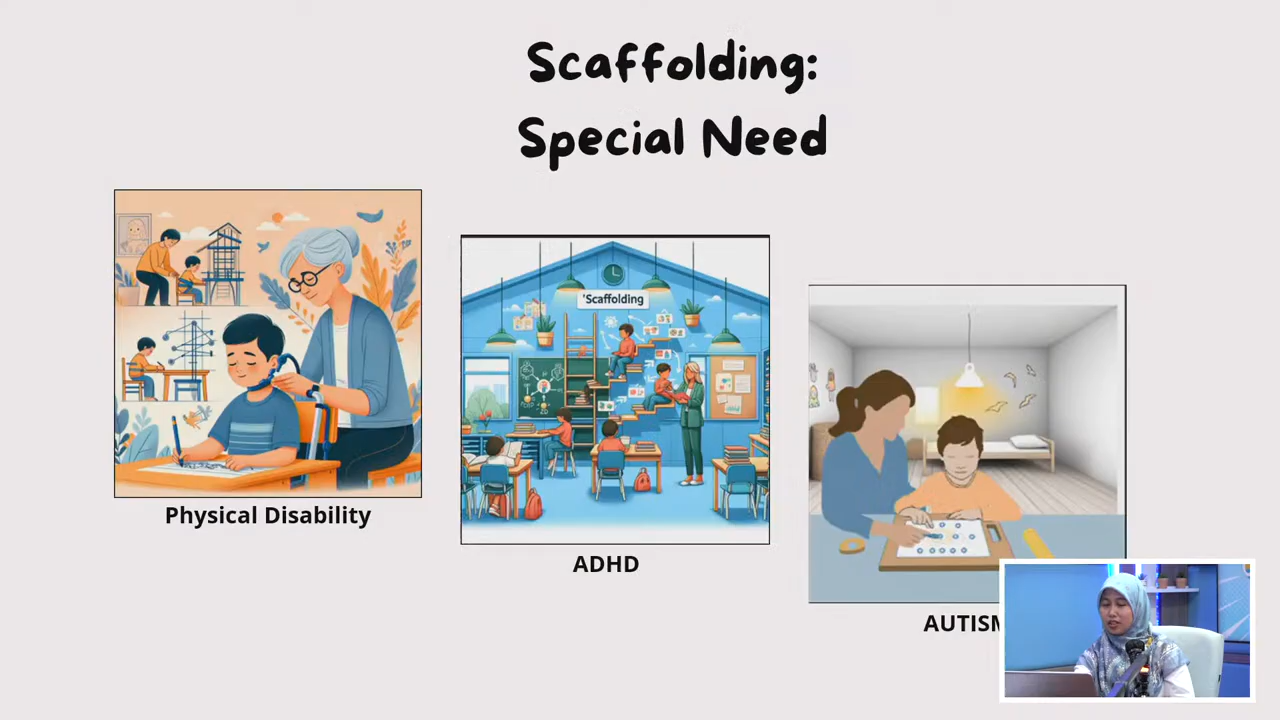 Scaffolding:
Special Need
'Scaffolding
Physical Disability
ADHD
AUTISM